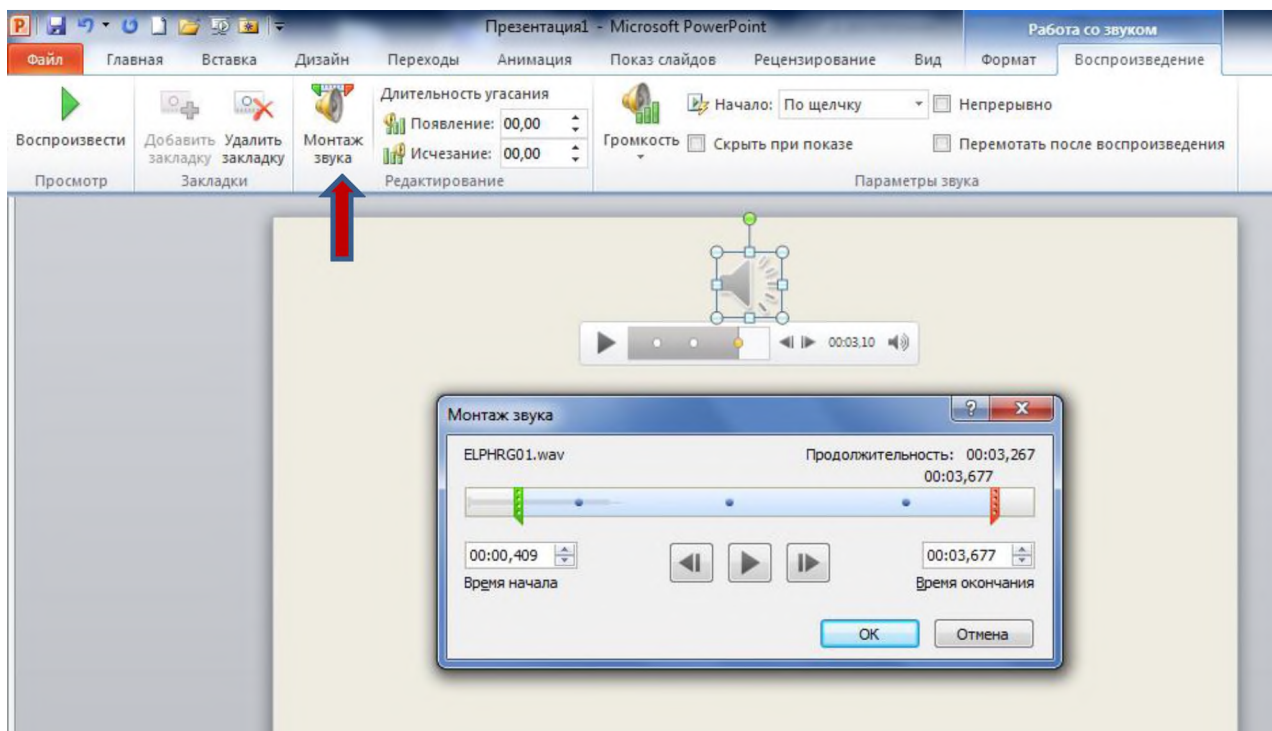 Презентация1 - Microsoft PowerPoint
Работа со звуком
Файл Главная Вставка Дизайн Переходы Анимация Показ слайдов Рецензирование Вид Формат Воспроизведение
Воспроизвести
Просмотр
Добавить закладку
Удалить закладку
Закладки
Монтаж звука
Длительность угасания
Появление: 00,00
Исчезание: 00,00
Редактирование
Громкость
Начало: По щелчку
Скрыть при показе
Непрерывно
Перемотать после воспроизведения
Параметры звука
00:03,10
Монтаж звука
ELPHRG01.wav Продолжительность: 00:03,267
00:03,677
00:00,409 00:03,677
Время начала Время окончания
ОК Отмена